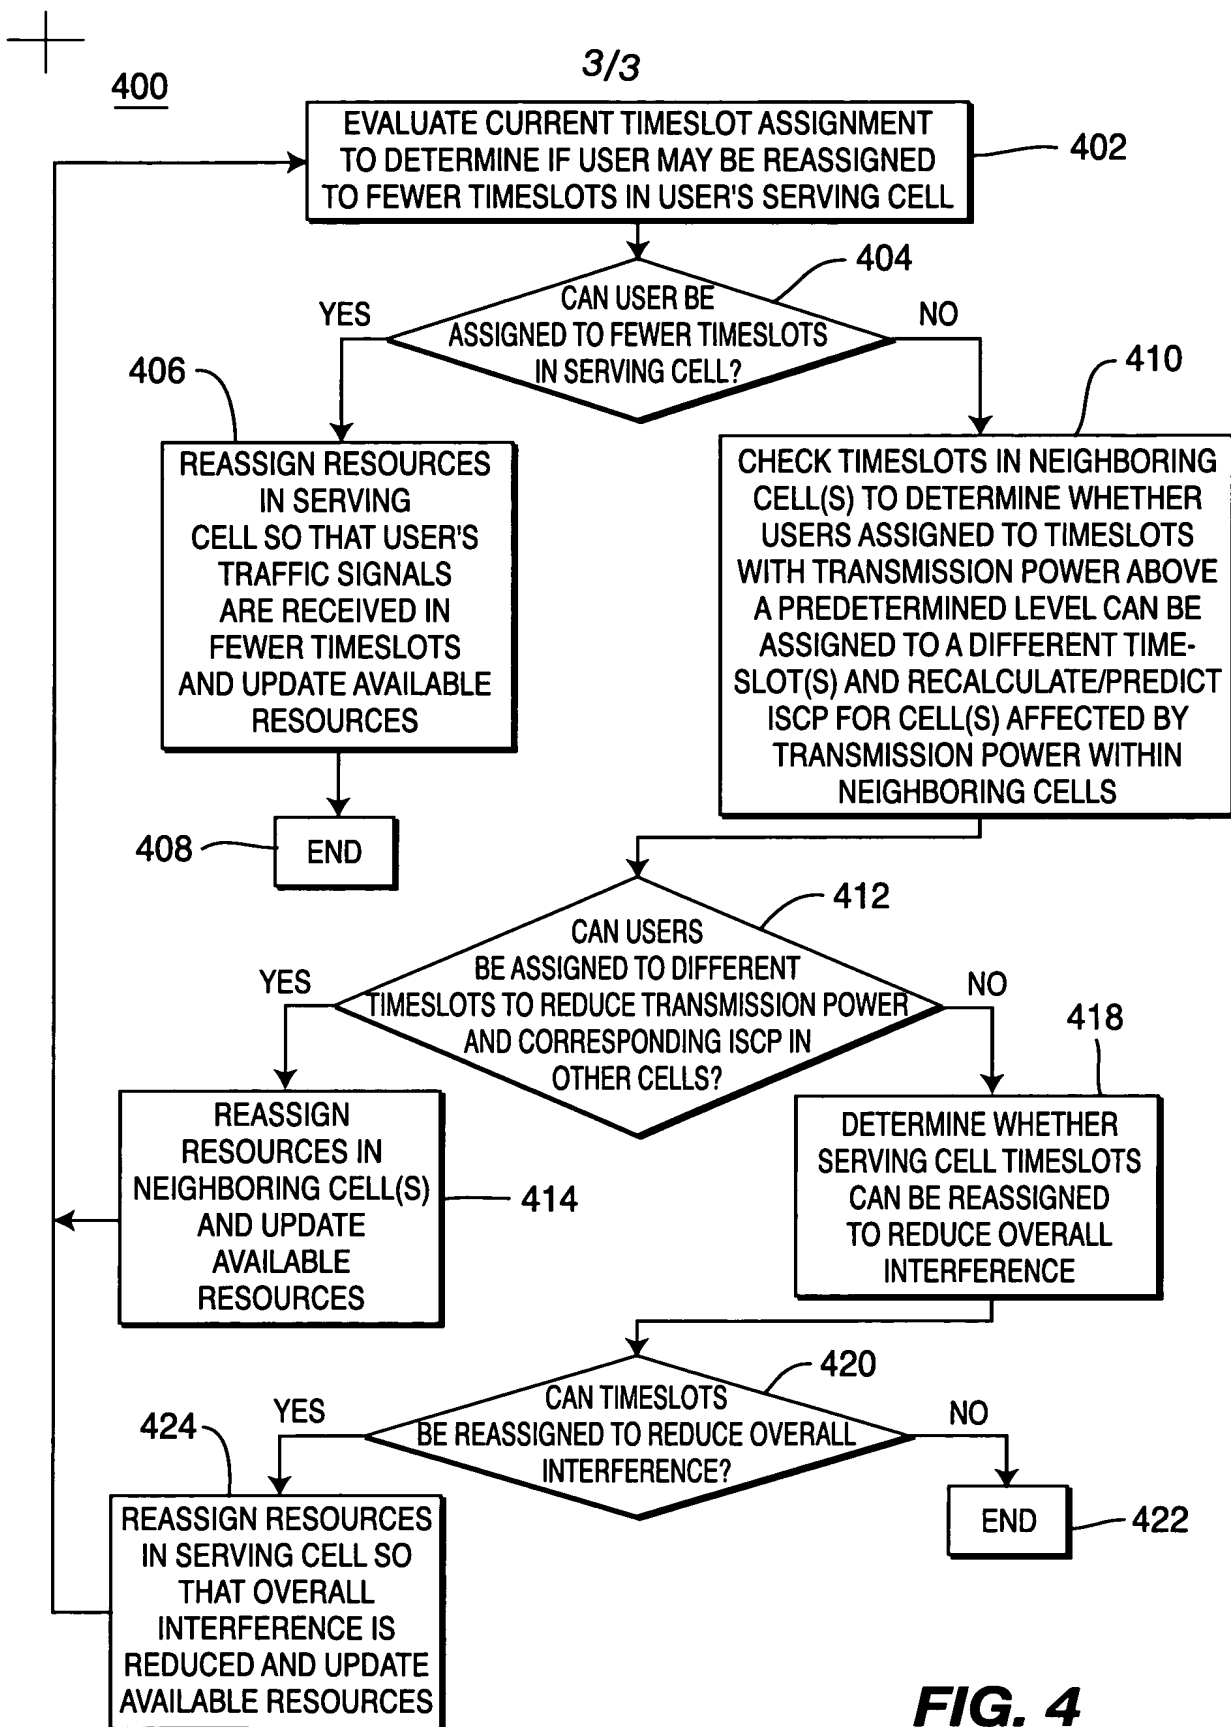 3/3
400
EVALUATE CURRENT TIMESLOT ASSIGNMENT
TO DETERMINE IF USER MAY BE REASSIGNED
TO FEWER TIMESLOTS IN USER'S SERVING CELL
402
404
CAN USER BE
ASSIGNED TO FEWER TIMESLOTS
IN SERVING CELL?
YES
NO
406
REASSIGN RESOURCES
IN SERVING
CELL SO THAT USER'S
TRAFFIC SIGNALS
ARE RECEIVED IN
FEWER TIMESLOTS
AND UPDATE AVAILABLE
RESOURCES
410
CHECK TIMESLOTS IN NEIGHBORING
CELL(S) TO DETERMINE WHETHER
USERS ASSIGNED TO TIMESLOTS
WITH TRANSMISSION POWER ABOVE
A PREDETERMINED LEVEL CAN BE
ASSIGNED TO A DIFFERENT TIME-
SLOT(S) AND RECALCULATE/PREDICT
ISCP FOR CELL(S) AFFECTED BY
TRANSMISSION POWER WITHIN
NEIGHBORING CELLS
408
END
412
CAN USERS
BE ASSIGNED TO DIFFERENT
TIMESLOTS TO REDUCE TRANSMISSION POWER
AND CORRESPONDING ISCP IN
OTHER CELLS?
YES
NO
REASSIGN
RESOURCES IN
NEIGHBORING CELL(S)
AND UPDATE
AVAILABLE
RESOURCES
414
418
DETERMINE WHETHER
SERVING CELL TIMESLOTS
CAN BE REASSIGNED
TO REDUCE OVERALL
INTERFERENCE
420
CAN TIMESLOTS
BE REASSIGNED TO REDUCE OVERALL
INTERFERENCE?
YES
NO
424
REASSIGN RESOURCES
IN SERVING CELL SO
THAT OVERALL
INTERFERENCE IS
REDUCED AND UPDATE
AVAILABLE RESOURCES
END
422
FIG. 4